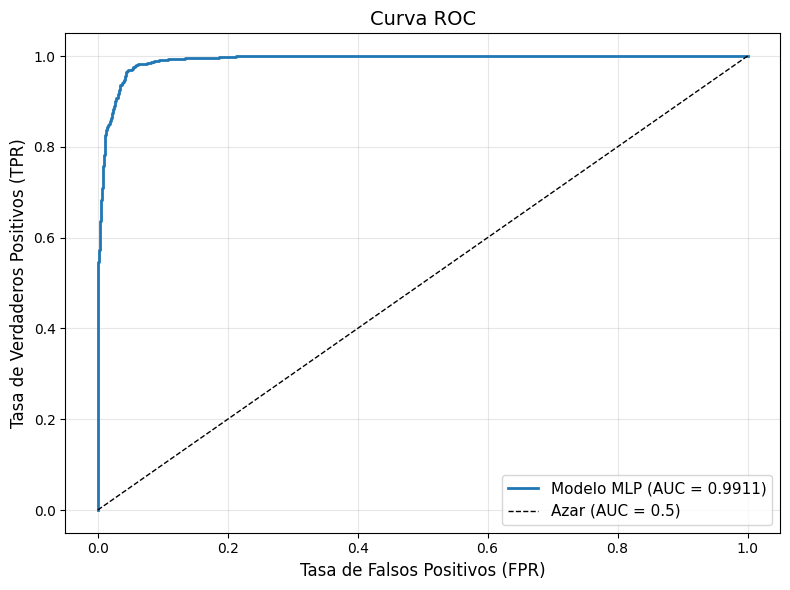 Curva ROC
Tasa de Verdaderos Positivos (TPR)
1.0
0.8
0.6
0.4
0.2
0.0
0.0 0.2 0.4 0.6 0.8 1.0
Tasa de Falsos Positivos (FPR)
Modelo MLP (AUC = 0.9911)
Azar (AUC = 0.5)